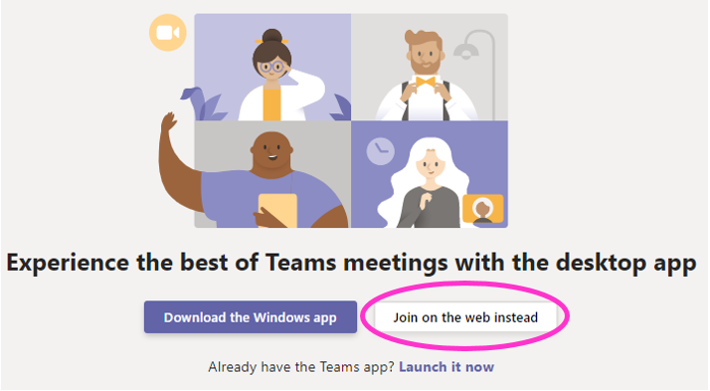 Experience the best of Teams meetings with the desktop app
Download the Windows app
Join on the web instead
Already have the Teams app? Launch it now